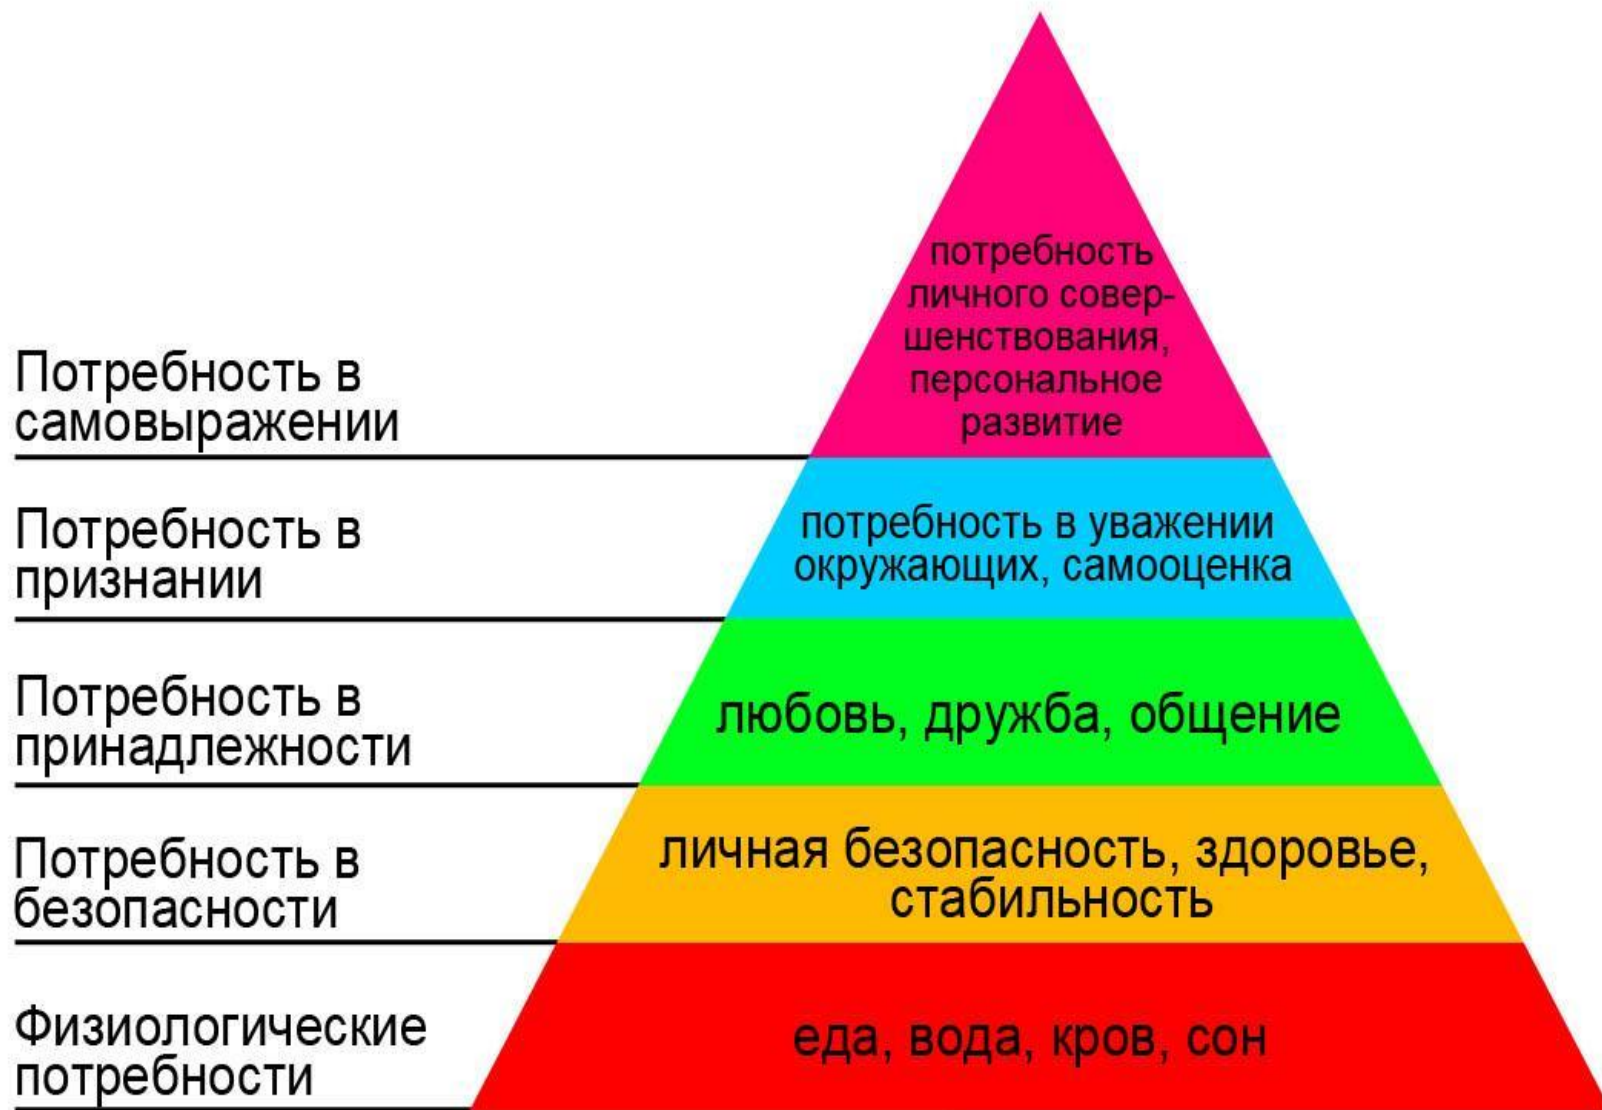 потребность
личного совер-
шенствования,
персональное
развитие
Потребность в
самовыражении
потребность в уважении
окружающих, самооценка
Потребность в
признании
любовь, дружба, общение
Потребность в
принадлежности
личная безопасность, здоровье,
стабильность
Потребность в
безопасности
еда, вода, кров, сон
Физиологические
потребности